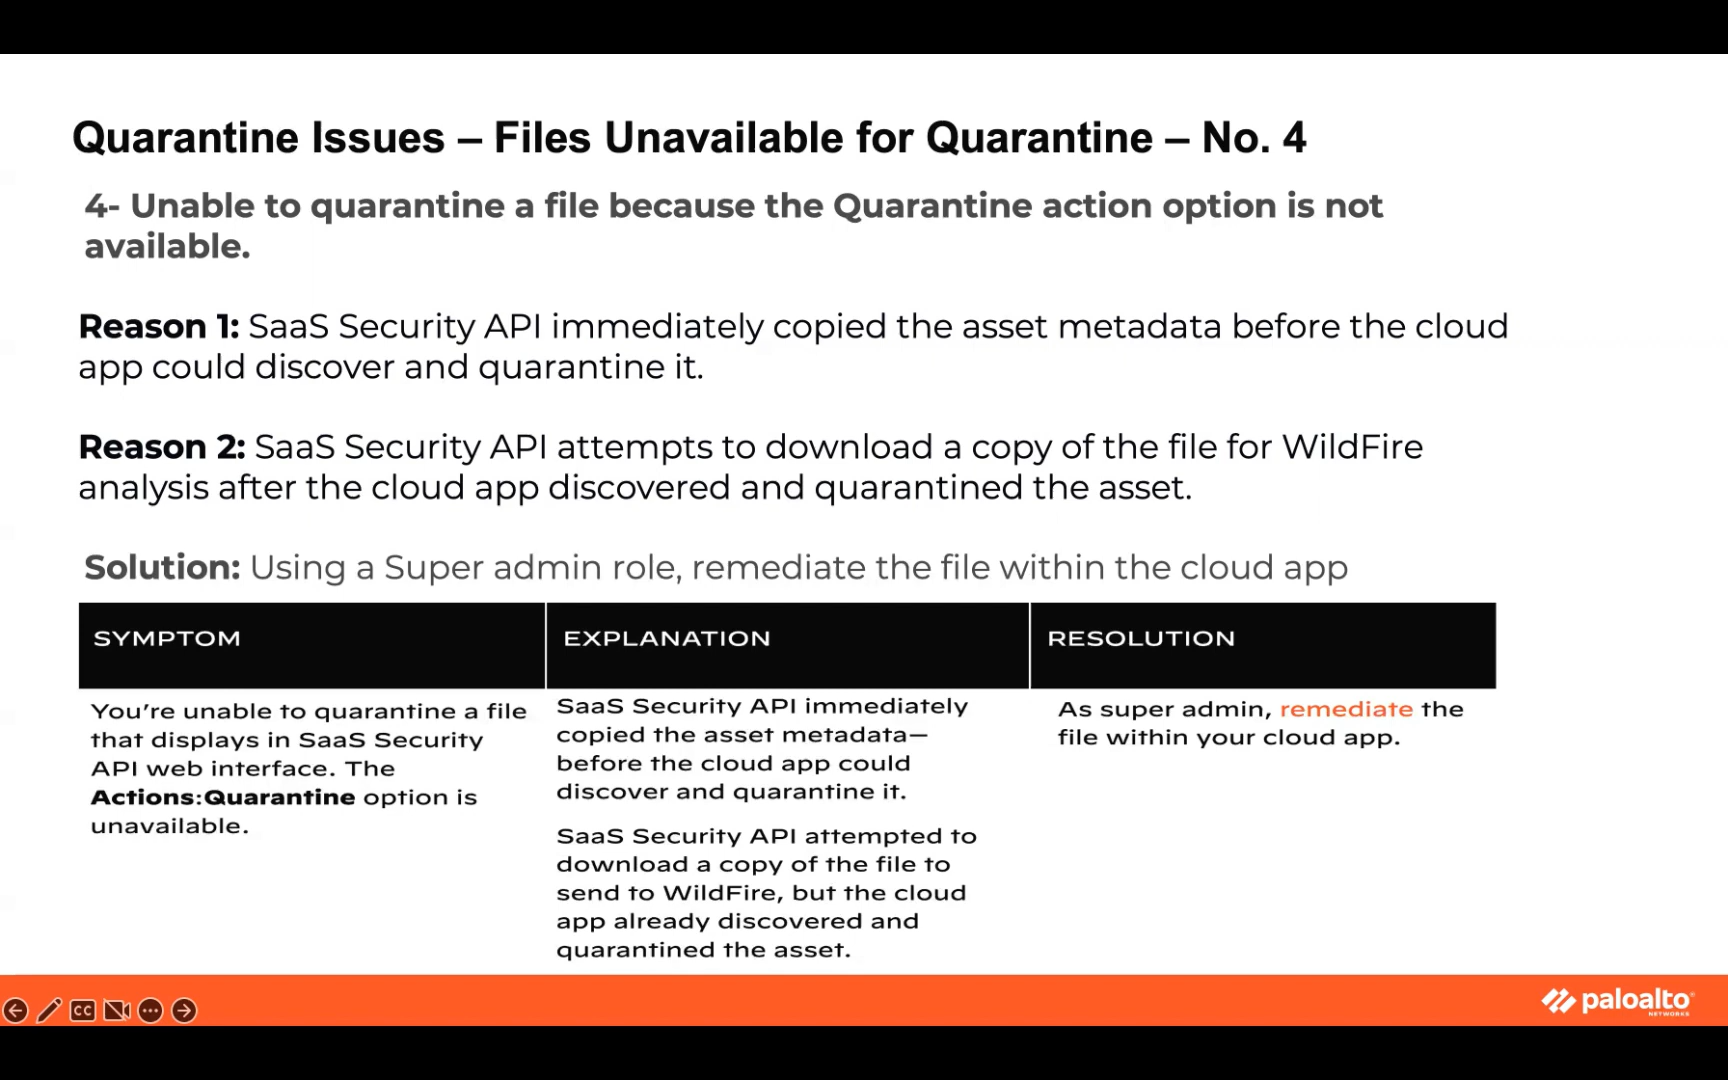 Quarantine Issues – Files Unavailable for Quarantine – No. 4
4- Unable to quarantine a file because the Quarantine action option is not
available.
Reason 1: SaaS Security API immediately copied the asset metadata before the cloud
app could discover and quarantine it.
Reason 2: SaaS Security API attempts to download a copy of the file for WildFire
analysis after the cloud app discovered and quarantined the asset.
Solution: Using a Super admin role, remediate the file within the cloud app
SYMPTOM
EXPLANATION
RESOLUTION
You’re unable to quarantine a file
that displays in SaaS Security
API web interface. The
Actions:Quarantine option is
unavailable.
SaaS Security API immediately
copied the asset metadata—
before the cloud app could
discover and quarantine it.
SaaS Security API attempted to
download a copy of the file to
send to WildFire, but the cloud
app already discovered and
quarantined the asset.
As super admin, remediate the
file within your cloud app.
CC
paloalto
NETWORKS